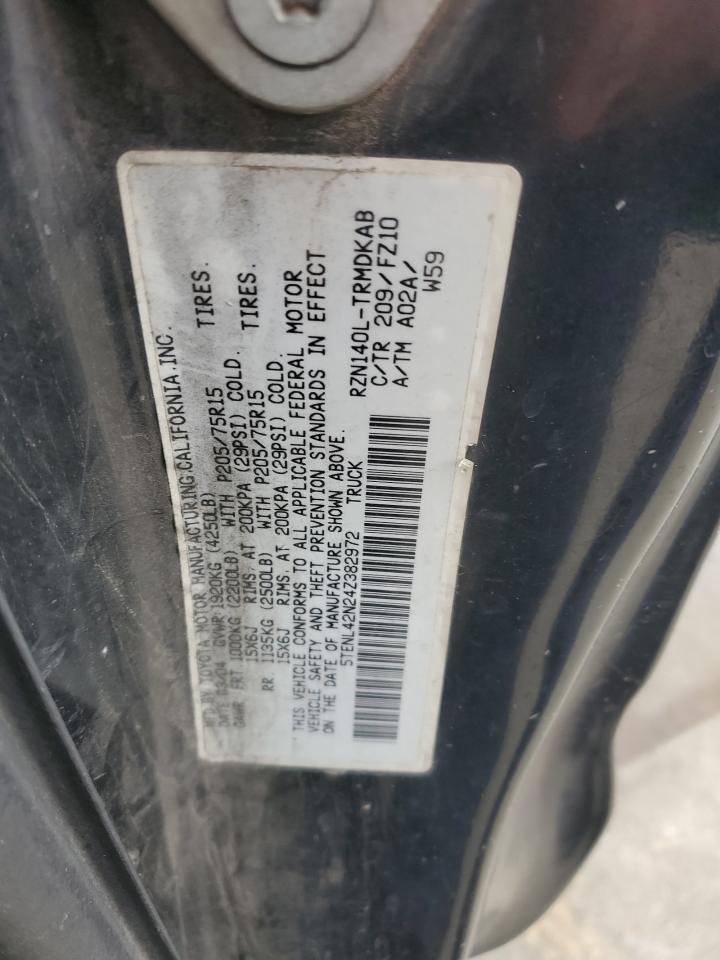 MFD BY TOYOTA MOTOR MANUFACTURING CALIFORNIA, INC.
DATE 03/04 GVWR 1920KG (4250LB)
GAWR FRT 1000KG (2200LB) WITH P205/75R15 TIRES.
15X6J RIMS. AT 200KPA (29PSI) COLD.
RR 1135KG (2500LB) WITH P205/75R15 TIRES.
15X6J RIMS. AT 200KPA (29PSI) COLD.
THIS VEHICLE CONFORMS TO ALL APPLICABLE FEDERAL MOTOR
VEHICLE SAFETY AND THEFT PREVENTION STANDARDS IN EFFECT
ON THE DATE OF MANUFACTURE SHOWN ABOVE.
5TENL42N24Z382972 TRUCK
RZN140L-TRMDKAB
C/TR 209/FZ10
A/TM A02A/
W59